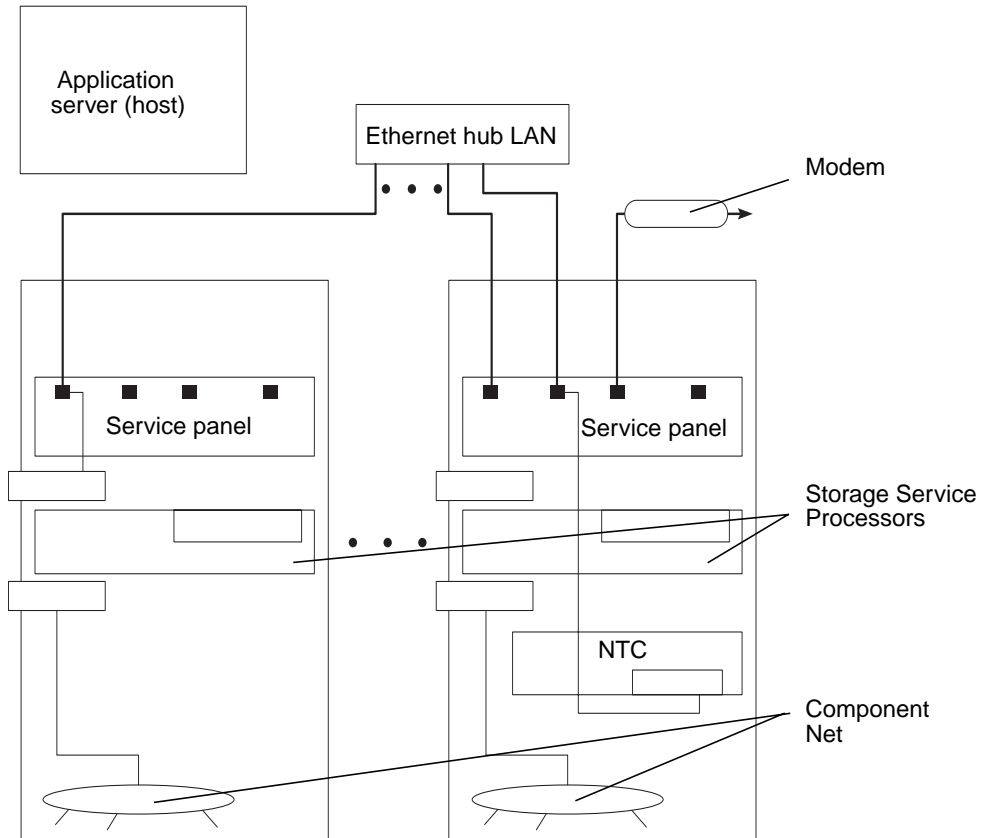 Application
server (host)
Ethernet hub LAN
Modem
Service panel
Service panel
Storage Service
Processors
NTC
Component
Net